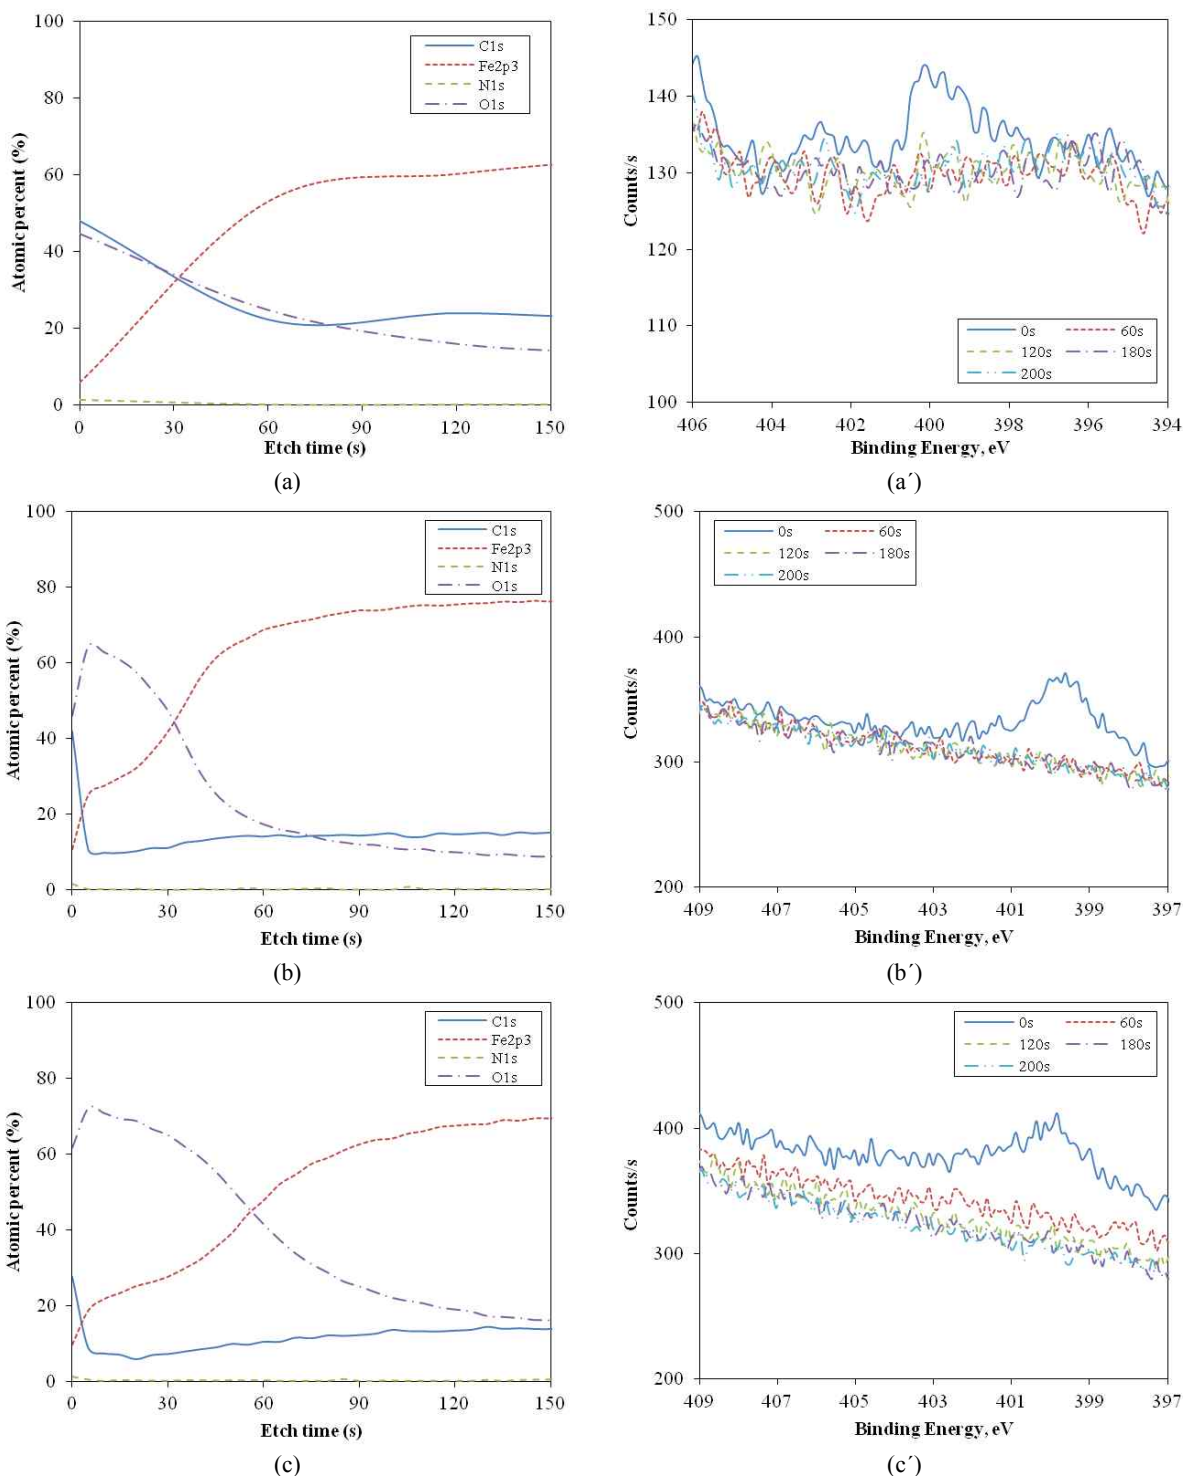 100
80
60
40
20
0
Atomic percent (%)
C1s
Fe2p3
N1s
O1s
0 30 60 90 120 150
Etch time (s)
(a)
150
140
130
120
110
100
Counts/s
0s 60s
120s 180s
200s
406 404 402 400 398 396 394
Binding Energy, eV
(a´)
100
80
60
40
20
0
Atomic percent (%)
C1s
Fe2p3
N1s
O1s
0 30 60 90 120 150
Etch time (s)
(b)
500
400
300
200
Counts/s
0s 60s
120s 180s
200s
409 407 405 403 401 399 397
Binding Energy, eV
(b´)
100
80
60
40
20
0
Atomic percent (%)
C1s
Fe2p3
N1s
O1s
0 30 60 90 120 150
Etch time (s)
(c)
500
400
300
200
Counts/s
0s 60s
120s 180s
200s
409 407 405 403 401 399 397
Binding Energy, eV
(c´)